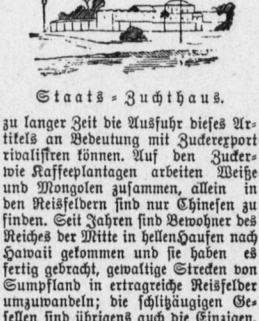 Staats-Zuchthaus.
zu langer Zeit die Ausfuhr dieses Ar-
tikels an Bedeutung mit Zuckerexport
rivalisiren können. Auf den Zucker-
wie Kaffeeplantagen arbeiten Weiße
und Mongolen zusammen, allein in
den Reisfeldern sind nur Chinesen zu
finden. Seit Jahren sind Bewohner des
Reiches der Mitte in hellenHaufen nach
Hawaii gekommen und sie haben es
fertig gebracht, gewaltige Strecken von
Sumpfland in ertragreiche Reisfelder
umzuwandeln; die schlitzäugigen Ge-
sellen sind übrigens auch die Einzigen,